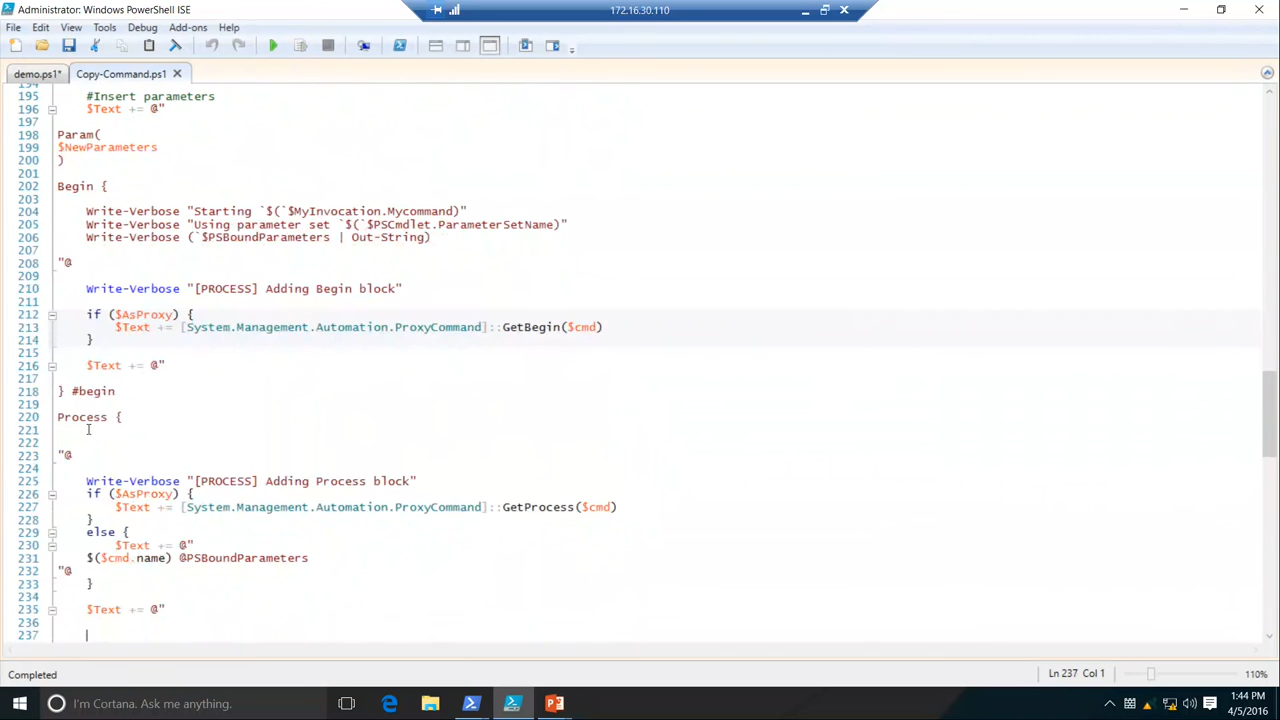 Administrator: Windows PowerShell ISE
172.16.30.110
File Edit View Tools Debug Add-ons Help
demo.ps1* Copy-Command.ps1
194
195 #Insert parameters
196 $Text += @"
197
198 Param(
199 $NewParameters
200 )
201
202 Begin {
203
204 Write-Verbose "Starting `$(`$MyInvocation.Mycommand)"
205 Write-Verbose "Using parameter set `$(`$PSCmdlet.ParameterSetName)"
206 Write-Verbose (`$PSBoundParameters | Out-String)
207
208 "@
209
210 Write-Verbose "[PROCESS] Adding Begin block"
211
212 if ($AsProxy) {
213 $Text += [System.Management.Automation.ProxyCommand]::GetBegin($cmd)
214 }
215
216 $Text += @"
217
218 } #begin
219
220 Process {
221
222
223 "@
224
225 Write-Verbose "[PROCESS] Adding Process block"
226 if ($AsProxy) {
227 $Text += [System.Management.Automation.ProxyCommand]::GetProcess($cmd)
228 }
229 else {
230 $Text += @"
231 $($cmd.name) @PSBoundParameters
232 "@
233 }
234
235 $Text += @"
236
237
Completed
Ln 237 Col 1
110%
I'm Cortana. Ask me anything.
1:44 PM
4/5/2016